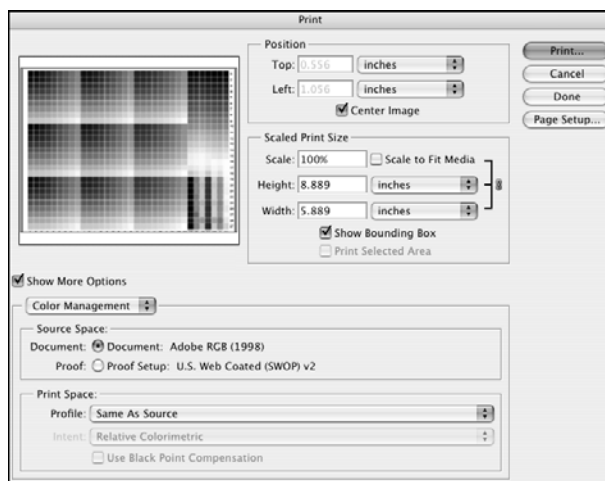 Print
Position
Top: 0.556 inches
Left: 1.056 inches
Center Image
Scaled Print Size
Scale: 100% Scale to Fit Media
Height: 8.889 inches
Width: 5.889 inches
Show Bounding Box
Print Selected Area
Print...
Cancel
Done
Page Setup...
Show More Options
Color Management
Source Space:
Document: Document: Adobe RGB (1998)
Proof: Proof Setup: U.S. Web Coated (SWOP) v2
Print Space:
Profile: Same As Source
Intent: Relative Colorimetric
Use Black Point Compensation